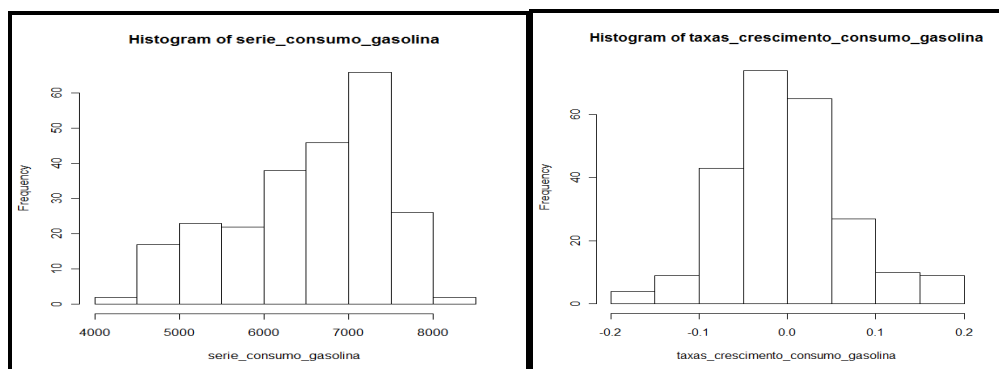 Histogram of serie_consumo_gasolina
Frequency
0 10 20 30 40 50 60
4000 5000 6000 7000 8000
serie_consumo_gasolina
Histogram of taxas_crescimento_consumo_gasolina
Frequency
0 20 40 60
-0.2 -0.1 0.0 0.1 0.2
taxas_crescimento_consumo_gasolina